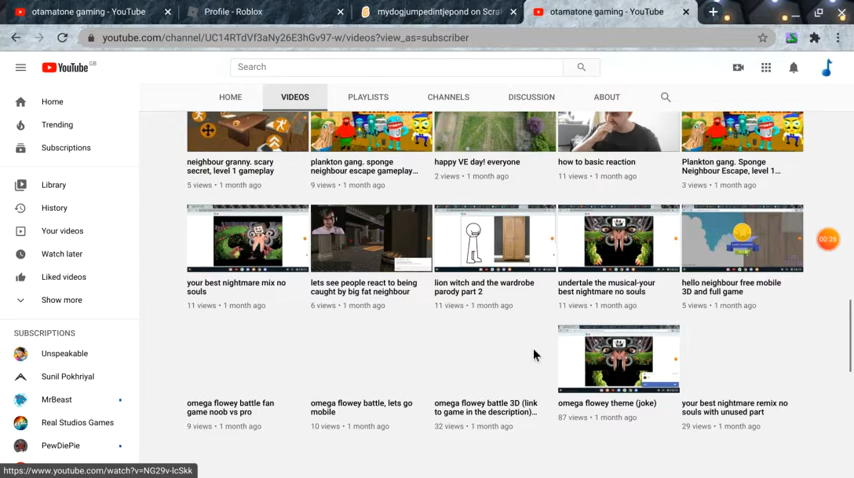 otamatone gaming - YouTube
Profile - Roblox
mydogjumpedintjepond on Scra
otamatone gaming - YouTube
youtube.com/channel/UC14RTdVf3aNy26E3hGv97-w/videos?view_as=subscriber
YouTube GB
Search
HOME VIDEOS PLAYLISTS CHANNELS DISCUSSION ABOUT
Home
Trending
Subscriptions
Library
History
Your videos
Watch later
Liked videos
Show more
SUBSCRIPTIONS
Unspeakable
Sunil Pokhriyal
MrBeast
Real Studios Games
PewDiePie
neighbour granny. scary
secret, level 1 gameplay
5 views • 1 month ago
plankton gang. sponge
neighbour escape gameplay...
9 views • 1 month ago
happy VE day! everyone
2 views • 1 month ago
how to basic reaction
11 views • 1 month ago
Plankton gang. Sponge
Neighbour Escape, level 1...
3 views • 1 month ago
your best nightmare mix no
souls
11 views • 1 month ago
lets see people react to being
caught by big fat neighbour
6 views • 1 month ago
lion witch and the wardrobe
parody part 2
11 views • 1 month ago
undertale the musical-your
best nightmare no souls
11 views • 1 month ago
hello neighbour free mobile
3D and full game
5 views • 1 month ago
omega flowey battle fan
game noob vs pro
9 views • 1 month ago
omega flowey battle, lets go
mobile
10 views • 1 month ago
omega flowey battle 3D (link
to game in the description)...
32 views • 1 month ago
omega flowey theme (joke)
87 views • 1 month ago
your best nightmare remix no
souls with unused part
29 views • 1 month ago
00:28
https://www.youtube.com/watch?v=NG29v-lcSkk